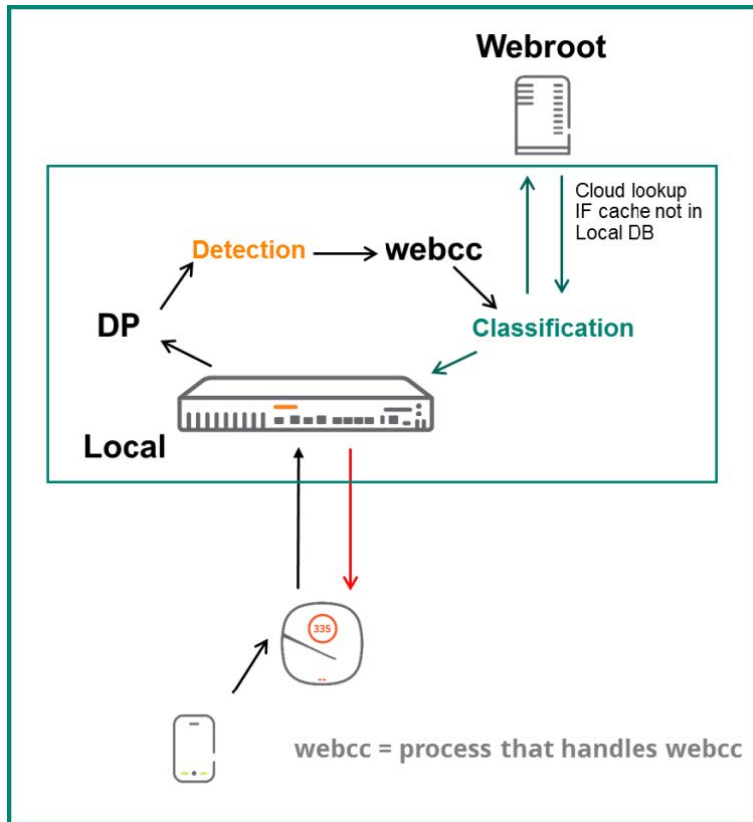 Webroot
Cloud lookup
IF cache not in
Local DB
Detection
webcc
DP
Classification
Local
335
webcc = process that handles webcc